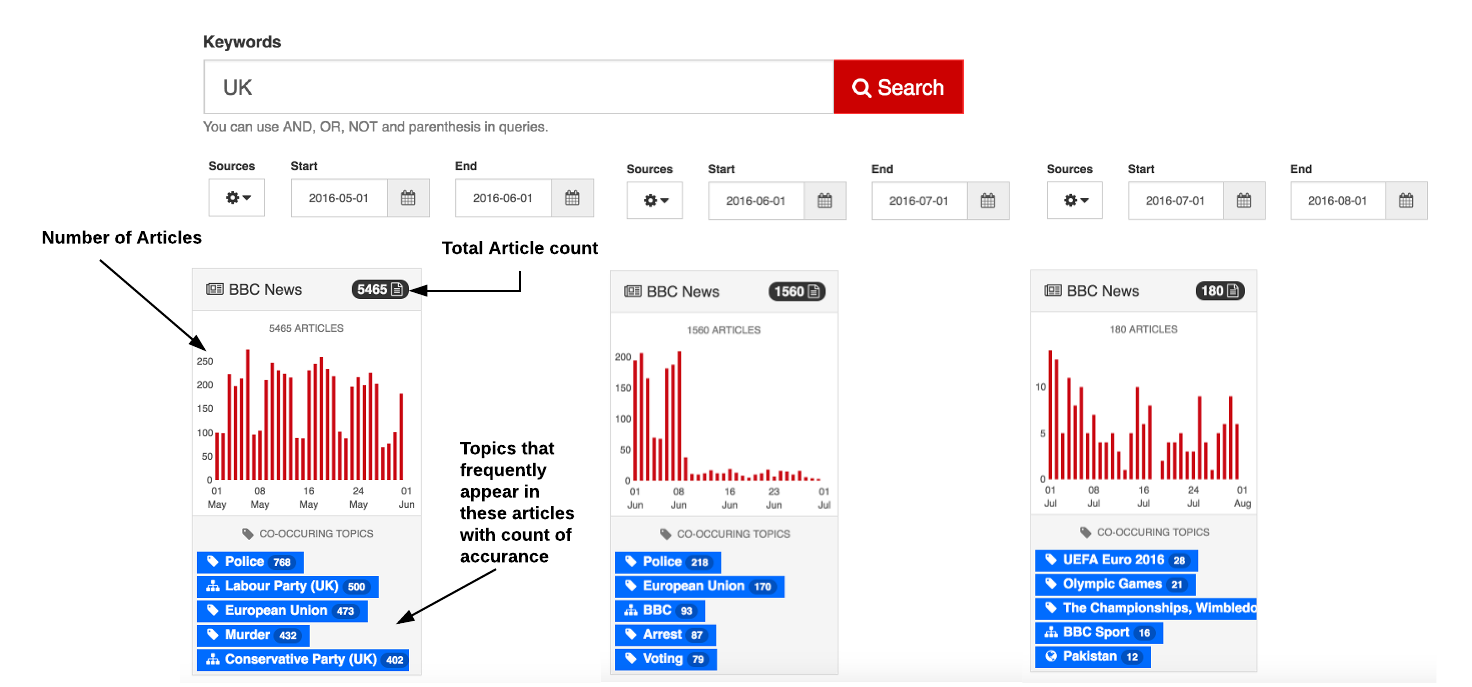 Keywords
UK
Search
You can use AND, OR, NOT and parenthesis in queries.
Sources Start End
2016-05-01 2016-06-01
Sources Start End
2016-06-01 2016-07-01
Sources Start End
2016-07-01 2016-08-01
Number of Articles
Total Article count
BBC News 5465
5465 ARTICLES
250
200
150
100
50
0
01 08 16 24 01
May May May May Jun
CO-OCCURING TOPICS
Police 768
Labour Party (UK) 500
European Union 473
Murder 432
Conservative Party (UK) 402
Topics that
frequently
appear in
these articles
with count of
accurance
BBC News 1560
1560 ARTICLES
200
150
100
50
0
01 08 16 23 01
Jun Jun Jun Jun Jul
CO-OCCURING TOPICS
Police 218
European Union 170
BBC 93
Arrest 87
Voting 79
BBC News 180
180 ARTICLES
10
5
0
01 08 16 24 01
Jul Jul Jul Jul Aug
CO-OCCURING TOPICS
UEFA Euro 2016 28
Olympic Games 21
The Championships, Wimbledo
BBC Sport 16
Pakistan 12